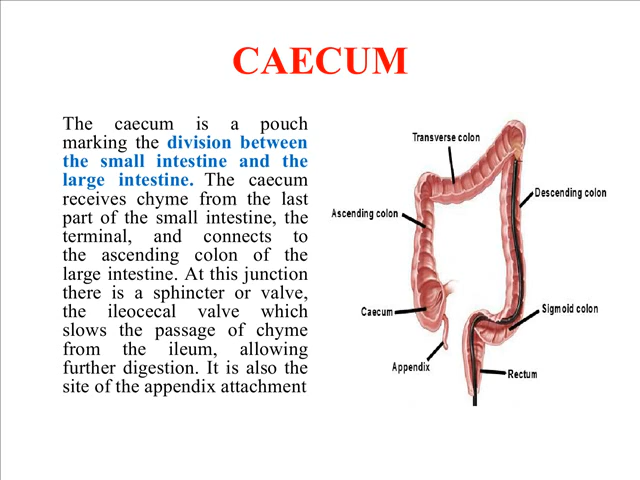 CAECUM
The caecum is a pouch
marking the division between
the small intestine and the
large intestine. The caecum
receives chyme from the last
part of the small intestine, the
terminal, and connects to
the ascending colon of the
large intestine. At this junction
there is a sphincter or valve,
the ileocecal valve which
slows the passage of chyme
from the ileum, allowing
further digestion. It is also the
site of the appendix attachment
Transverse colon
Descending colon
Ascending colon
Caecum
Sigmoid colon
Appendix
Rectum